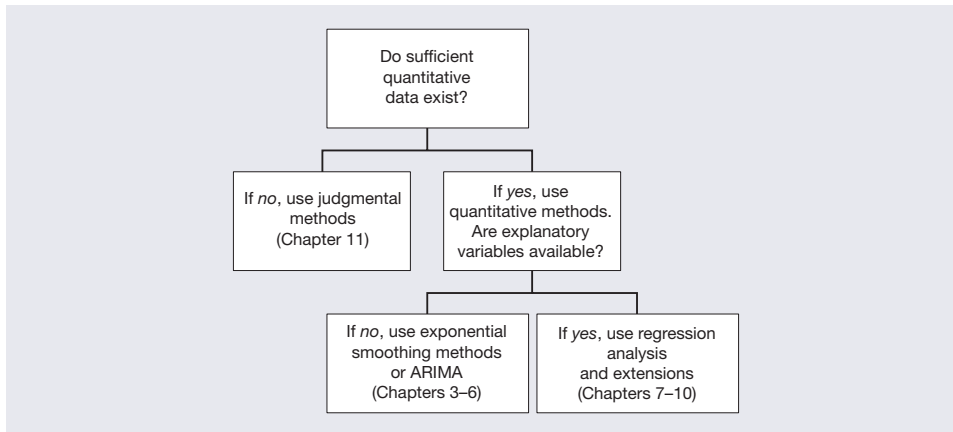 Do sufficient
quantitative
data exist?
If no, use judgmental
methods
(Chapter 11)
If yes, use
quantitative methods.
Are explanatory
variables available?
If no, use exponential
smoothing methods
or ARIMA
(Chapters 3–6)
If yes, use regression
analysis
and extensions
(Chapters 7–10)